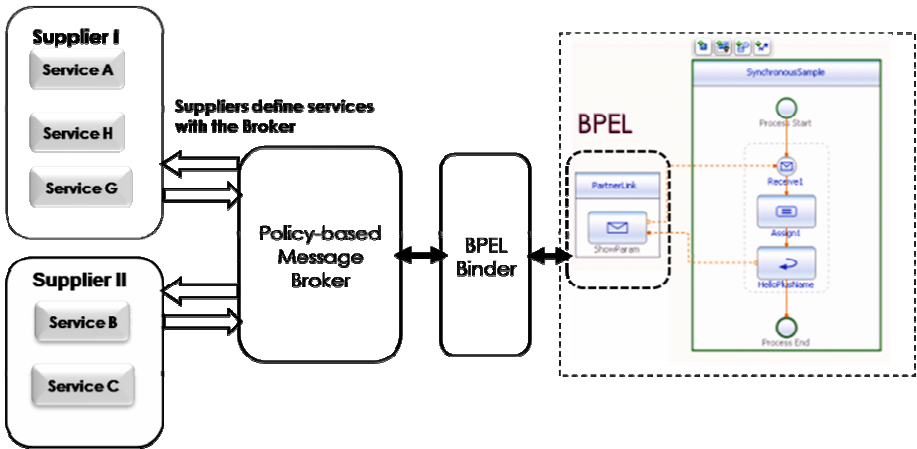 Supplier I
Service A
Service H
Service G
Suppliers define services
with the Broker
Supplier II
Service B
Service C
Policy-based
Message
Broker
BPEL
Binder
BPEL
PartnerLink
ShowParam
SynchronousSample
Process Start
Receive1
Assign1
HelloPlusName
Process End